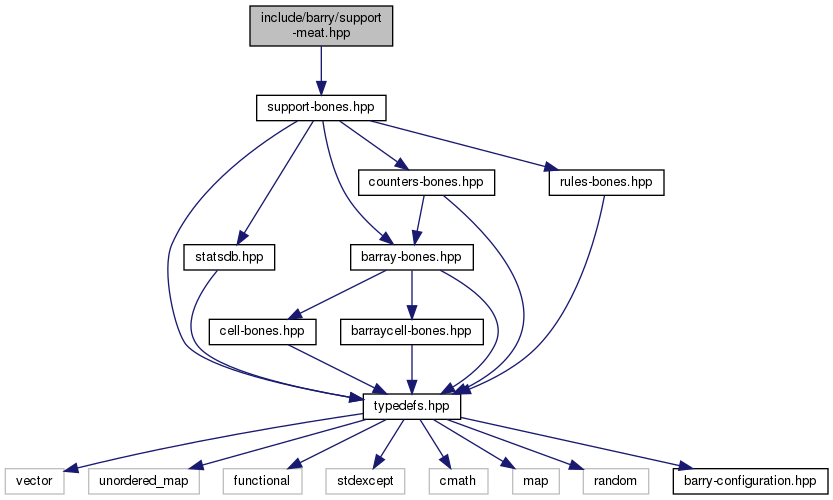 include/barry/support
-meat.hpp
support-bones.hpp
counters-bones.hpp
rules-bones.hpp
statsdb.hpp
barray-bones.hpp
cell-bones.hpp
barraycell-bones.hpp
typedefs.hpp
vector
unordered_map
functional
stdexcept
cmath
map
random
barry-configuration.hpp